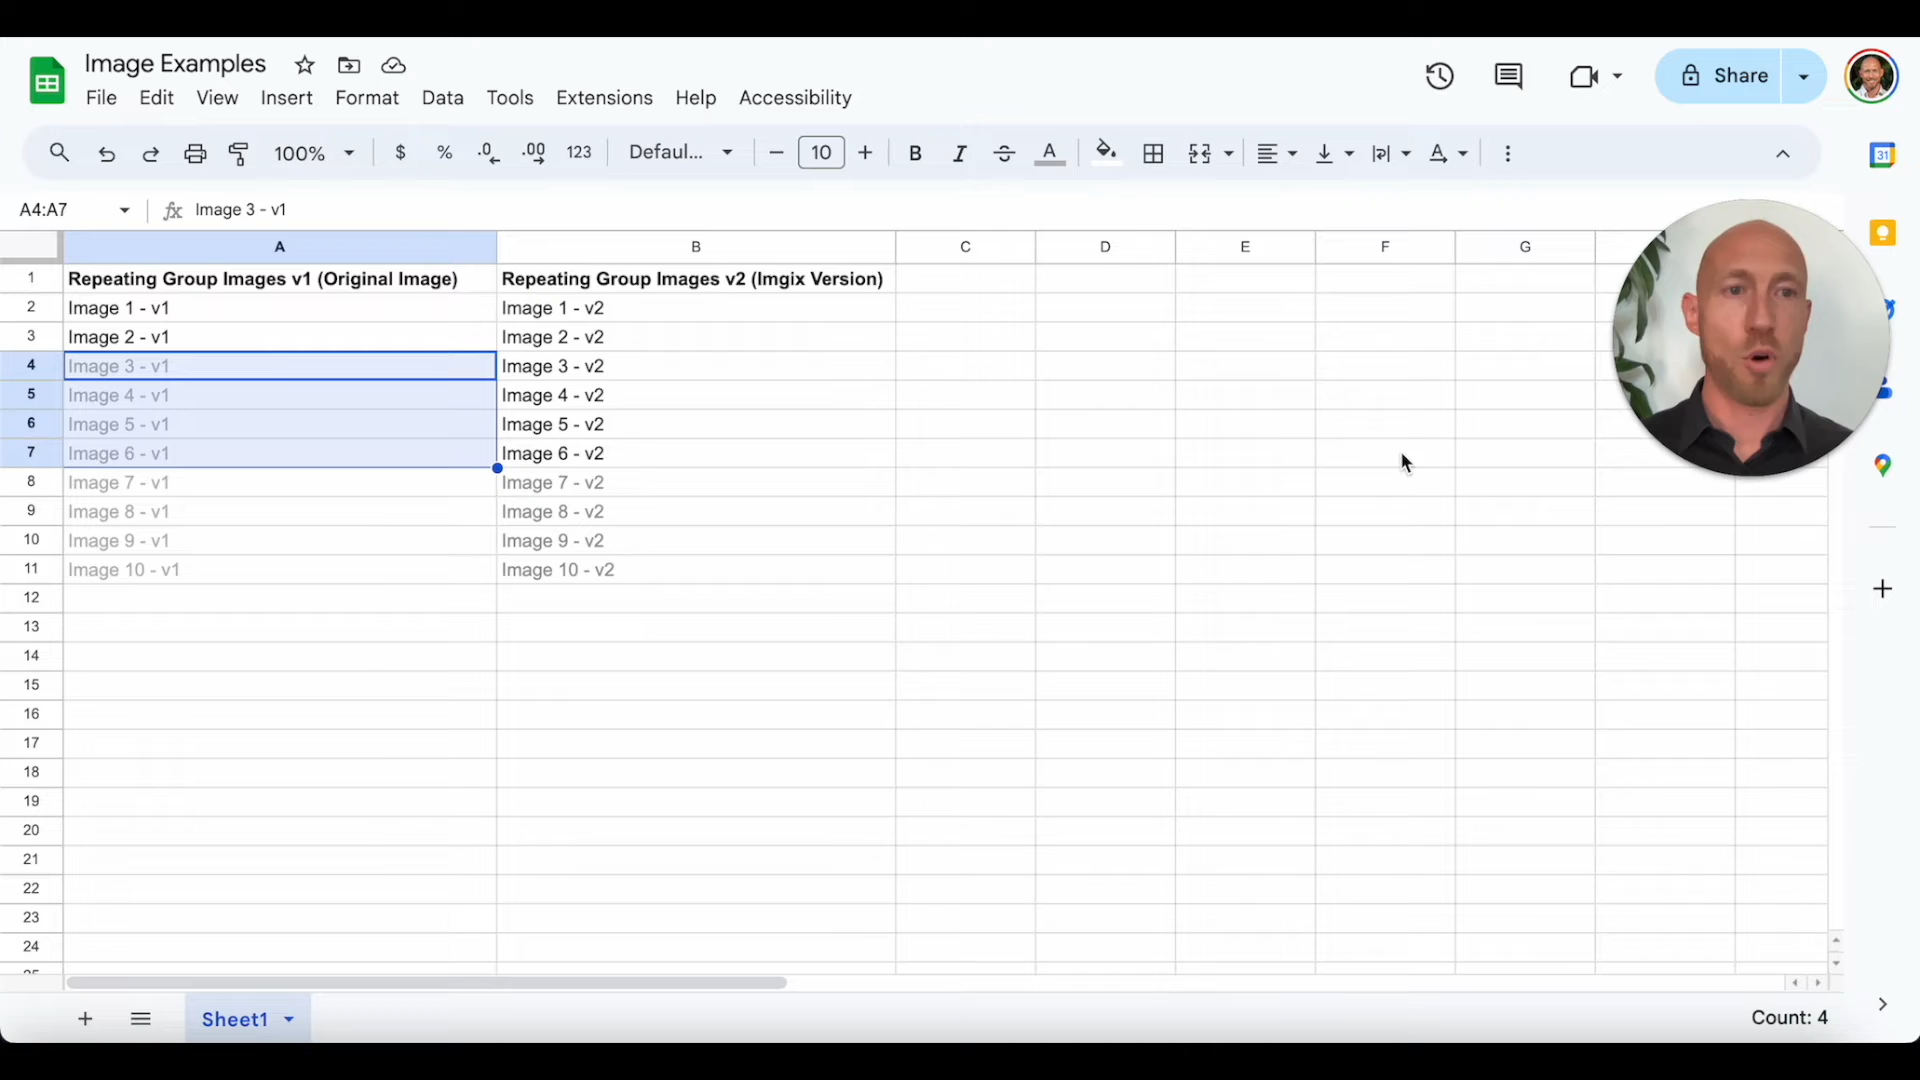 Image Examples
File Edit View Insert Format Data Tools Extensions Help Accessibility
Share
100% $ % .0 .00 123 Defaul... 10 B I S A
31
A4:A7 fx Image 3 - v1
A B C D E F G
1 Repeating Group Images v1 (Original Image) Repeating Group Images v2 (Imgix Version)
2 Image 1 - v1 Image 1 - v2
3 Image 2 - v1 Image 2 - v2
4 Image 3 - v1 Image 3 - v2
5 Image 4 - v1 Image 4 - v2
6 Image 5 - v1 Image 5 - v2
7 Image 6 - v1 Image 6 - v2
8 Image 7 - v1 Image 7 - v2
9 Image 8 - v1 Image 8 - v2
10 Image 9 - v1 Image 9 - v2
11 Image 10 - v1 Image 10 - v2
12
13
14
15
16
17
18
19
20
21
22
23
24
Sheet1 Count: 4